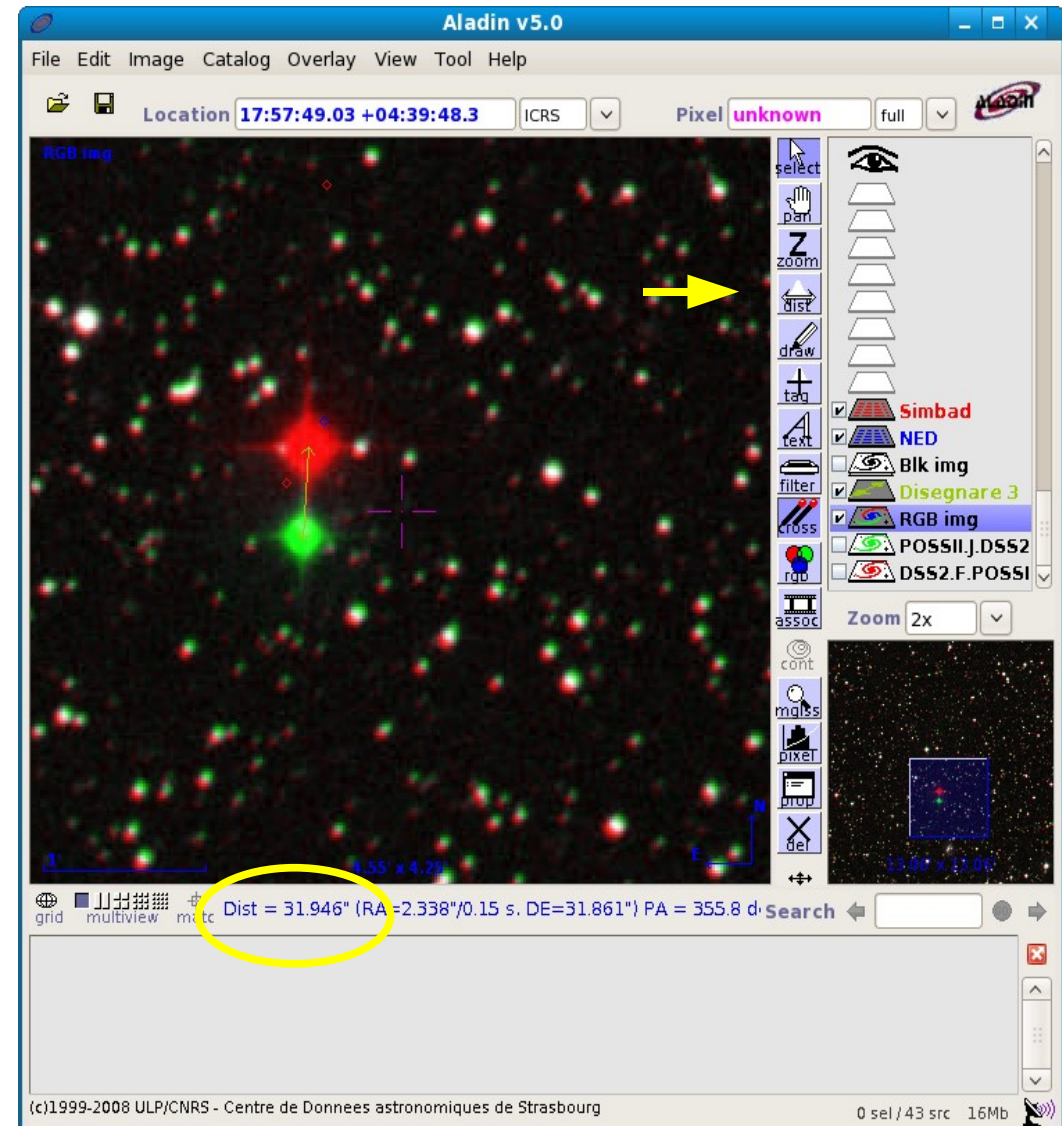 Aladin v5.0
File Edit Image Catalog Overlay View Tool Help
Location 17:57:49.03 +04:39:48.3 ICRS Pixel unknown full Aladin
RGB img
select
pan
Z
zoom
dist
draw
tag
text
filter
cross
rgb
assoc
cont
mglss
pixel
prop
del
Simbad
NED
Blk img
Disegnare 3
RGB img
POSSII.J.DSS2
DSS2.F.POSSI
Zoom 2x
N
E
1'
4.55' x 4.25'
grid multiview matc Dist = 31.946" (RA=2.338"/0.15 s. DE=31.861") PA = 355.8 d Search
(c)1999-2008 ULP/CNRS - Centre de Donnees astronomiques de Strasbourg
0 sel / 43 src 16Mb